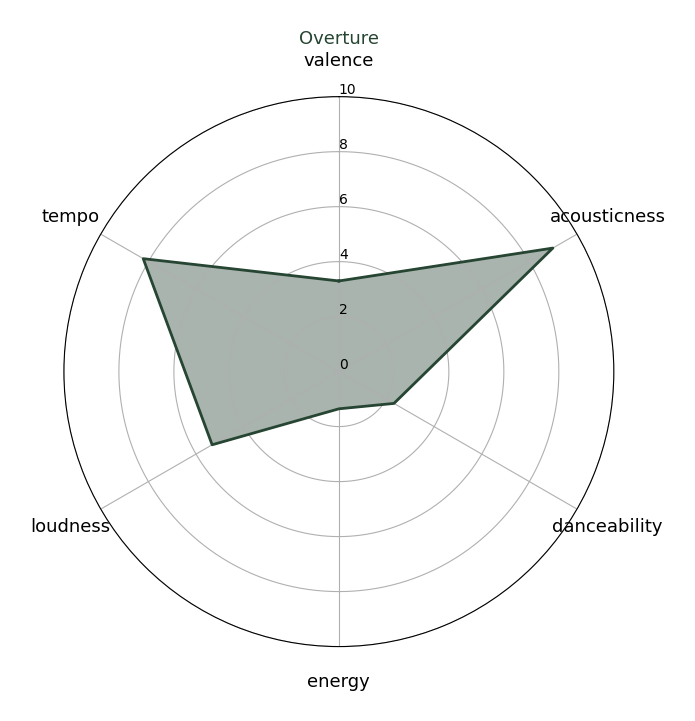 Overture
valence
10
8
tempo
acousticness
6
4
2
0
loudness
danceability
energy